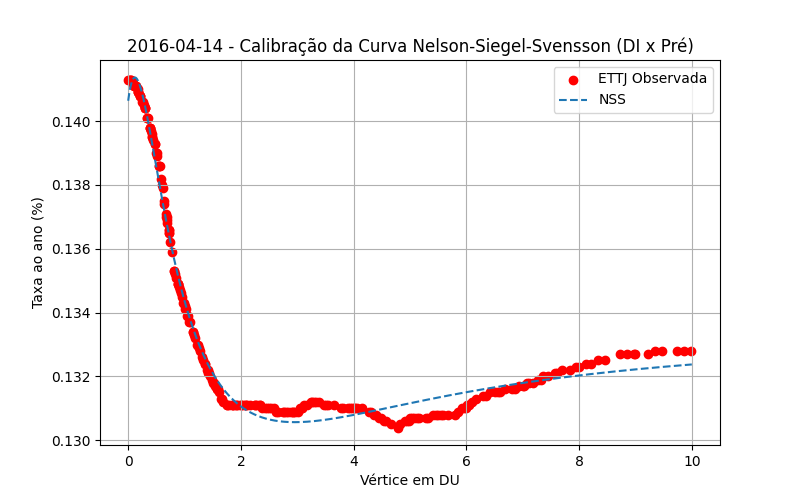 2016-04-14 - Calibração da Curva Nelson-Siegel-Svensson (DI x Pré)
ETTJ Observada
NSS
Taxa ao ano (%)
0.140
0.138
0.136
0.134
0.132
0.130
0 2 4 6 8 10
Vértice em DU